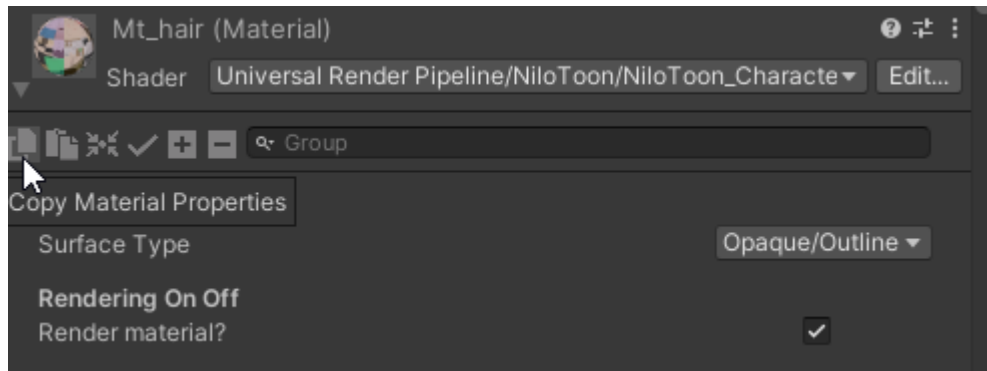 Mt_hair (Material)
Shader Universal Render Pipeline/NiloToon/NiloToon_Characte Edit...
Group
Copy Material Properties
Surface Type Opaque/Outline
Rendering On Off
Render material?